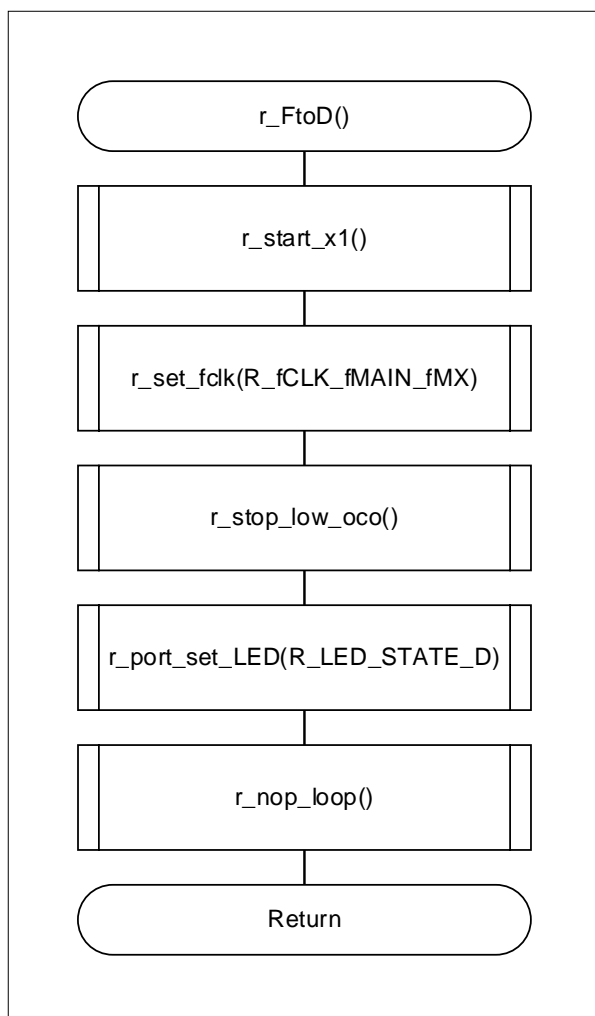 r_FtoD()
r_start_x1()
r_set_fclk(R_fCLK_fMAIN_fMX)
r_stop_low_oco()
r_port_set_LED(R_LED_STATE_D)
r_nop_loop()
Return